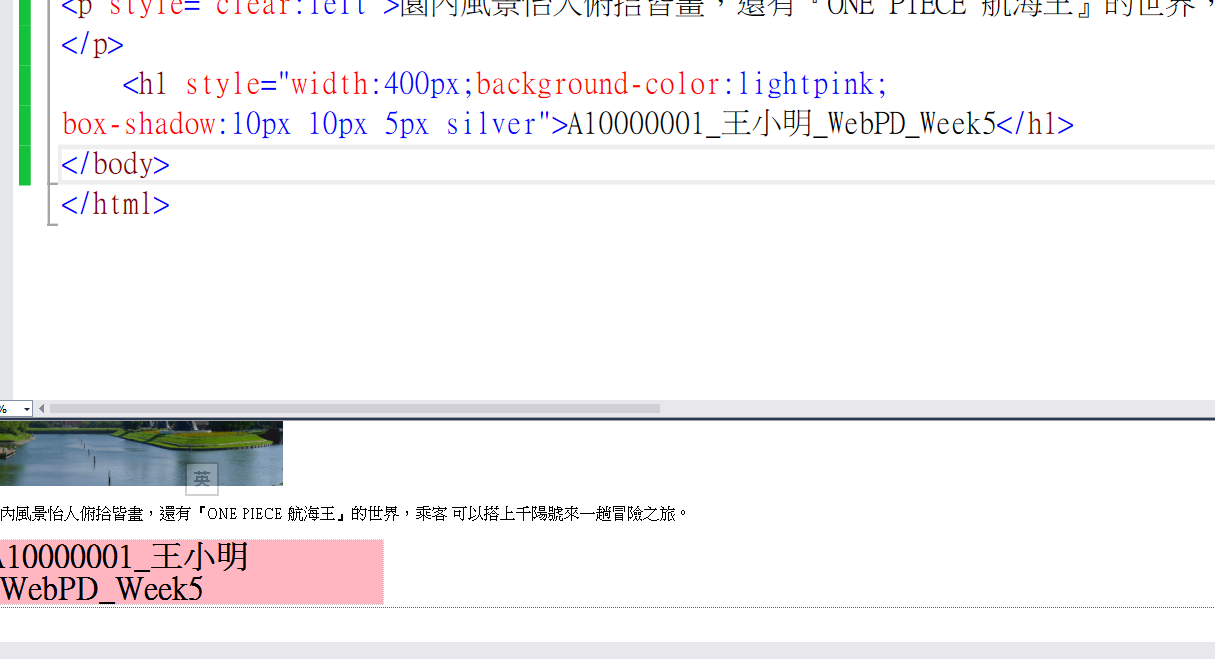 <p style="clear:left">園內風景怡人俯拾皆畫，還有『ONE PIECE 航海王』的世界，
</p>
<h1 style="width:400px;background-color:lightpink;
box-shadow:10px 10px 5px silver">A10000001_王小明_WebPD_Week5</h1>
</body>
</html>
%
英
內風景怡人俯拾皆畫，還有『ONE PIECE 航海王』的世界，乘客 可以搭上千陽號來一趟冒險之旅。
A10000001_王小明
WebPD_Week5